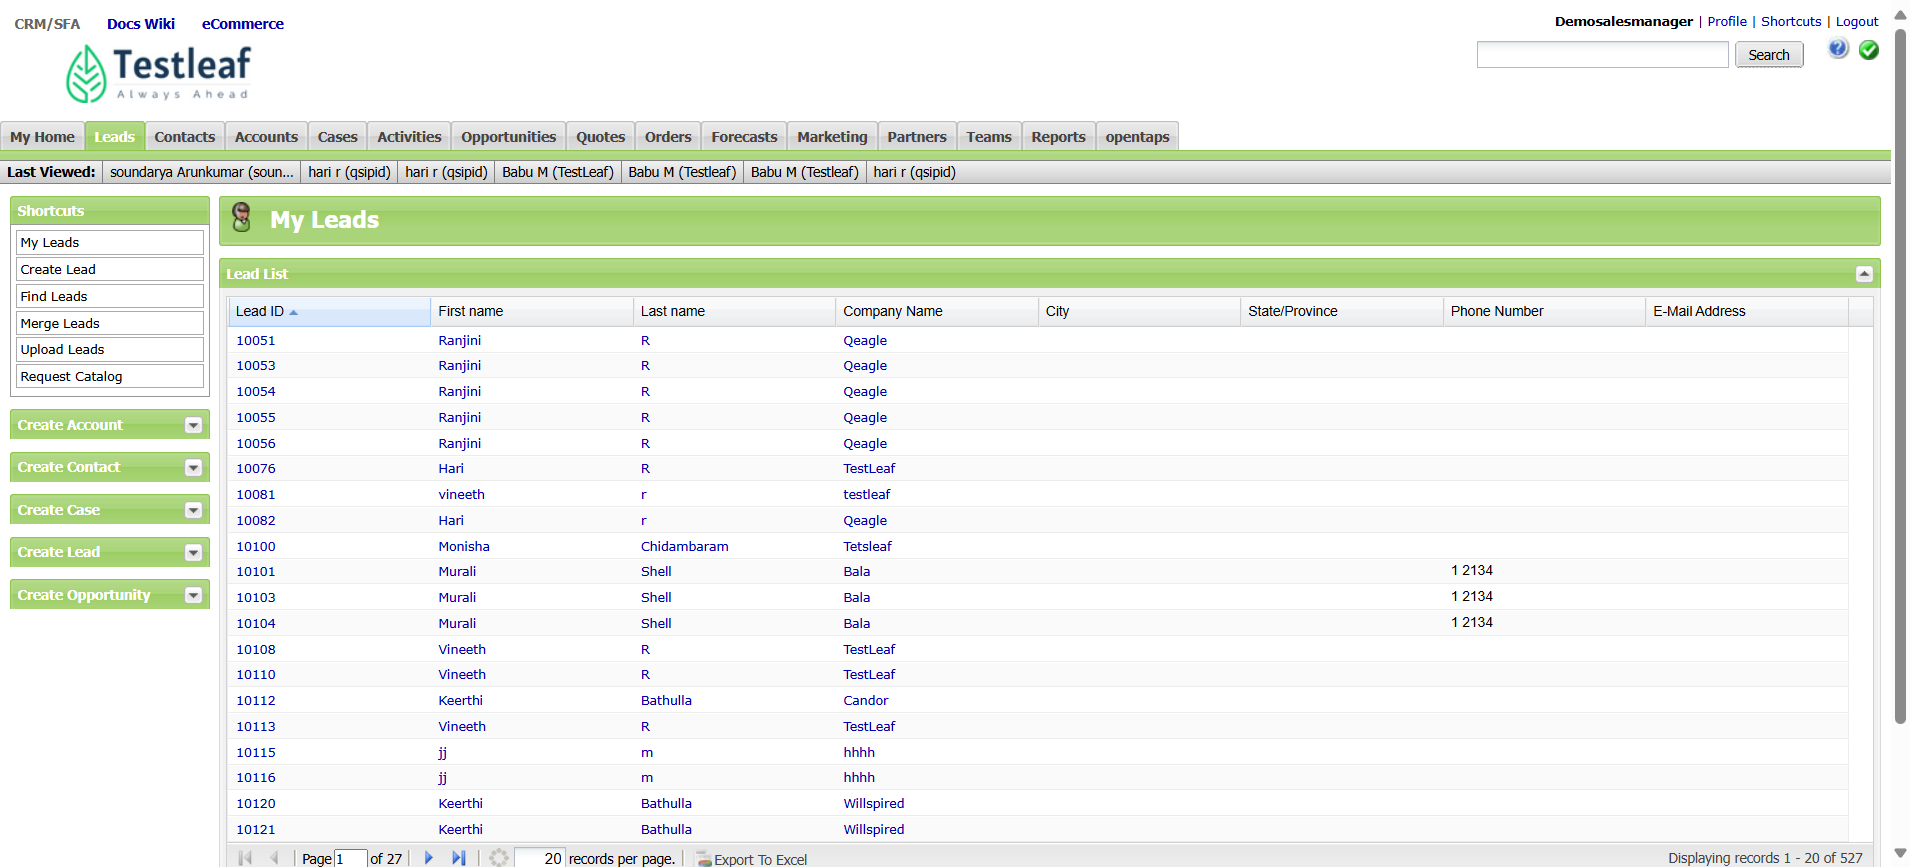 CRM/SFA Docs Wiki eCommerce
Demosalesmanager | Profile | Shortcuts | Logout
Testleaf
Always Ahead
Search
My Home Leads Contacts Accounts Cases Activities Opportunities Quotes Orders Forecasts Marketing Partners Teams Reports opentaps
Last Viewed: soundarya Arunkumar (soun... hari r (qsipid) hari r (qsipid) Babu M (TestLeaf) Babu M (Testleaf) Babu M (Testleaf) hari r (qsipid)
Shortcuts
My Leads
Create Lead
Find Leads
Merge Leads
Upload Leads
Request Catalog
Create Account
Create Contact
Create Case
Create Lead
Create Opportunity
My Leads
Lead List
Lead ID First name Last name Company Name City State/Province Phone Number E-Mail Address
10051 Ranjini R Qeagle
10053 Ranjini R Qeagle
10054 Ranjini R Qeagle
10055 Ranjini R Qeagle
10056 Ranjini R Qeagle
10076 Hari R TestLeaf
10081 vineeth r testleaf
10082 Hari r Qeagle
10100 Monisha Chidambaram Tetsleaf
10101 Murali Shell Bala 1 2134
10103 Murali Shell Bala 1 2134
10104 Murali Shell Bala 1 2134
10108 Vineeth R TestLeaf
10110 Vineeth R TestLeaf
10112 Keerthi Bathulla Candor
10113 Vineeth R TestLeaf
10115 jj m hhhh
10116 jj m hhhh
10120 Keerthi Bathulla Willspired
10121 Keerthi Bathulla Willspired
Page 1 of 27 20 records per page. Export To Excel Displaying records 1 - 20 of 527